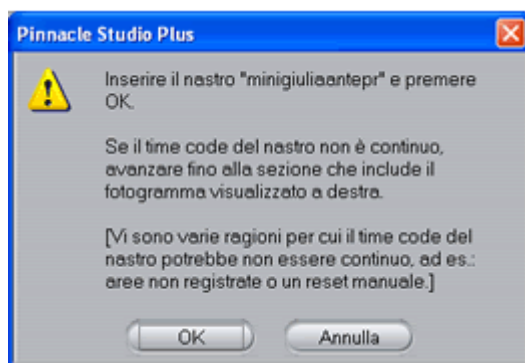 Pinnacle Studio Plus
Inserire il nastro "minigiuliaantepr" e premere
OK.
Se il time code del nastro non è continuo,
avanzare fino alla sezione che include il
fotogramma visualizzato a destra.
[Vi sono varie ragioni per cui il time code del
nastro potrebbe non essere continuo, ad es.:
aree non registrate o un reset manuale.]
OK
Annulla